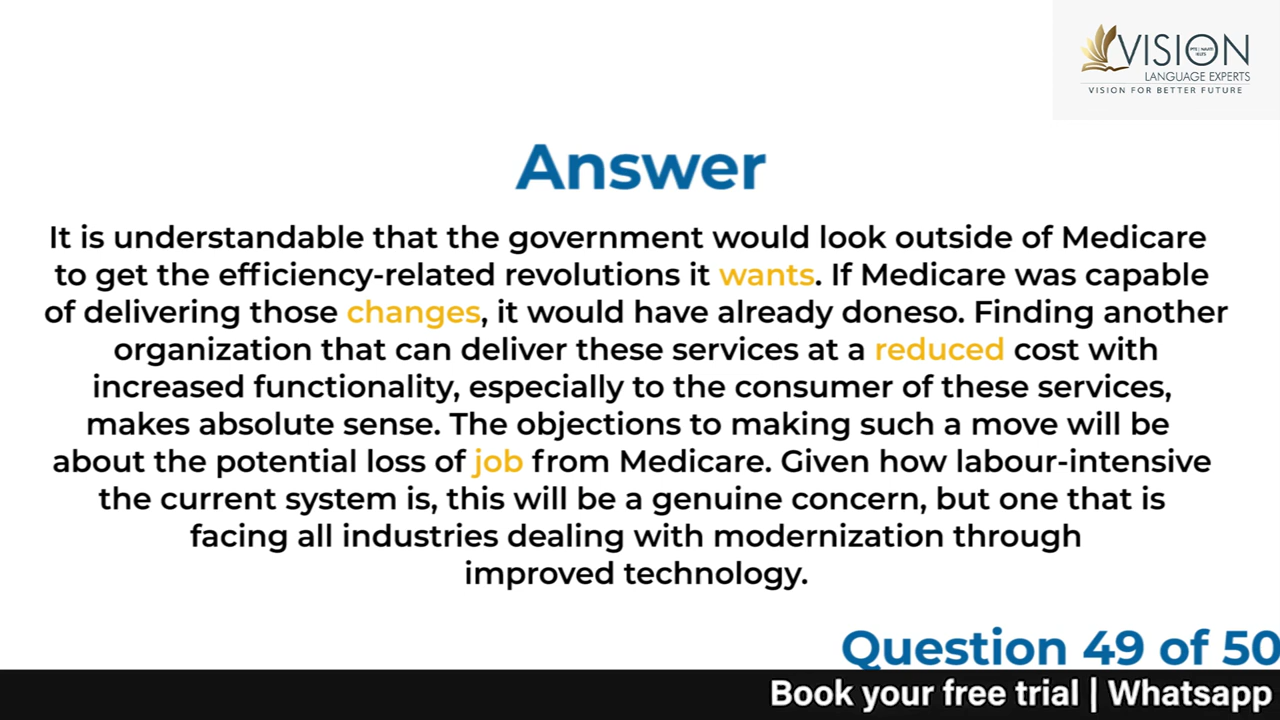 VISION
LANGUAGE EXPERTS
VISION FOR BETTER FUTURE
Answer
It is understandable that the government would look outside of Medicare
to get the efficiency-related revolutions it wants. If Medicare was capable
of delivering those changes, it would have already doneso. Finding another
organization that can deliver these services at a reduced cost with
increased functionality, especially to the consumer of these services,
makes absolute sense. The objections to making such a move will be
about the potential loss of job from Medicare. Given how labour-intensive
the current system is, this will be a genuine concern, but one that is
facing all industries dealing with modernization through
improved technology.
Question 49 of 50
Book your free trial | Whatsapp